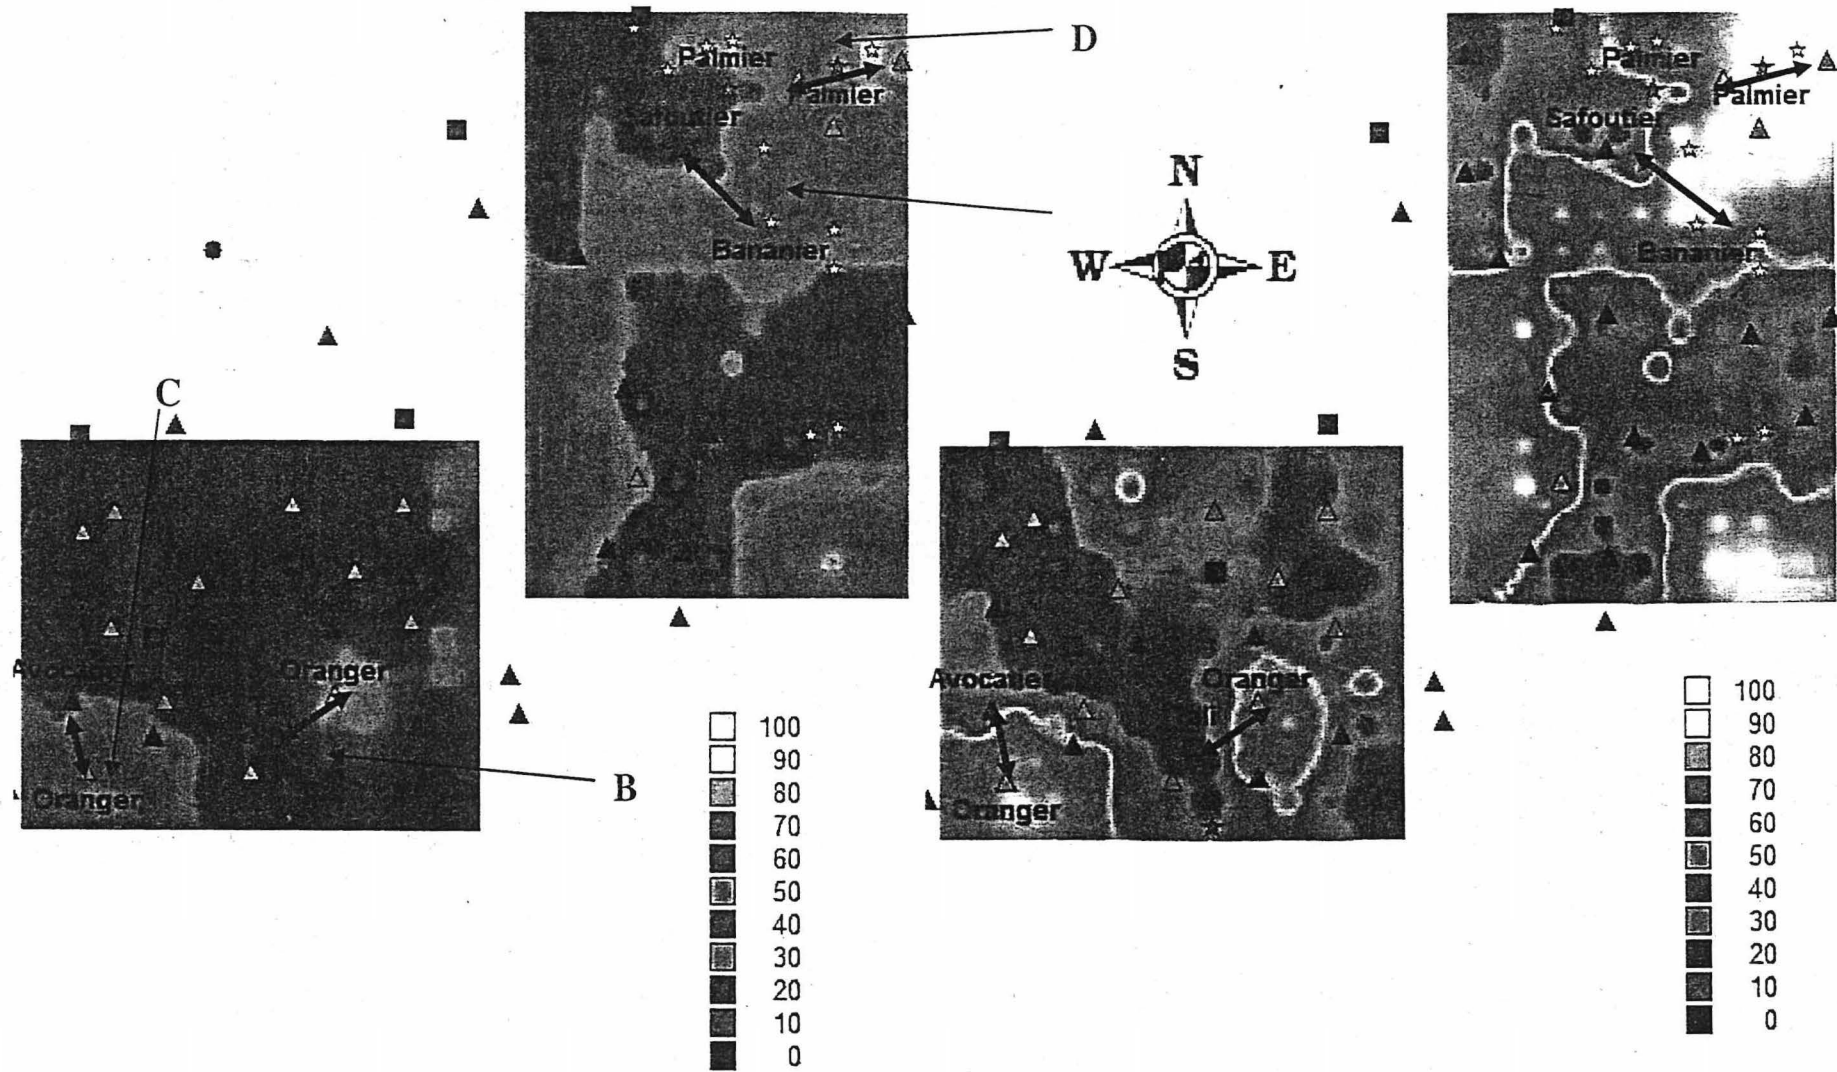 D
Palmier
Palmier
Safoutier
Bananier
N
W E
S
Palmier
Palmier
Safoutier
Bananier
C
Avocatier
Oranger
Oranger
B
Avocatier
Oranger
Oranger
100
90
80
70
60
50
40
30
20
10
0
100
90
80
70
60
50
40
30
20
10
0